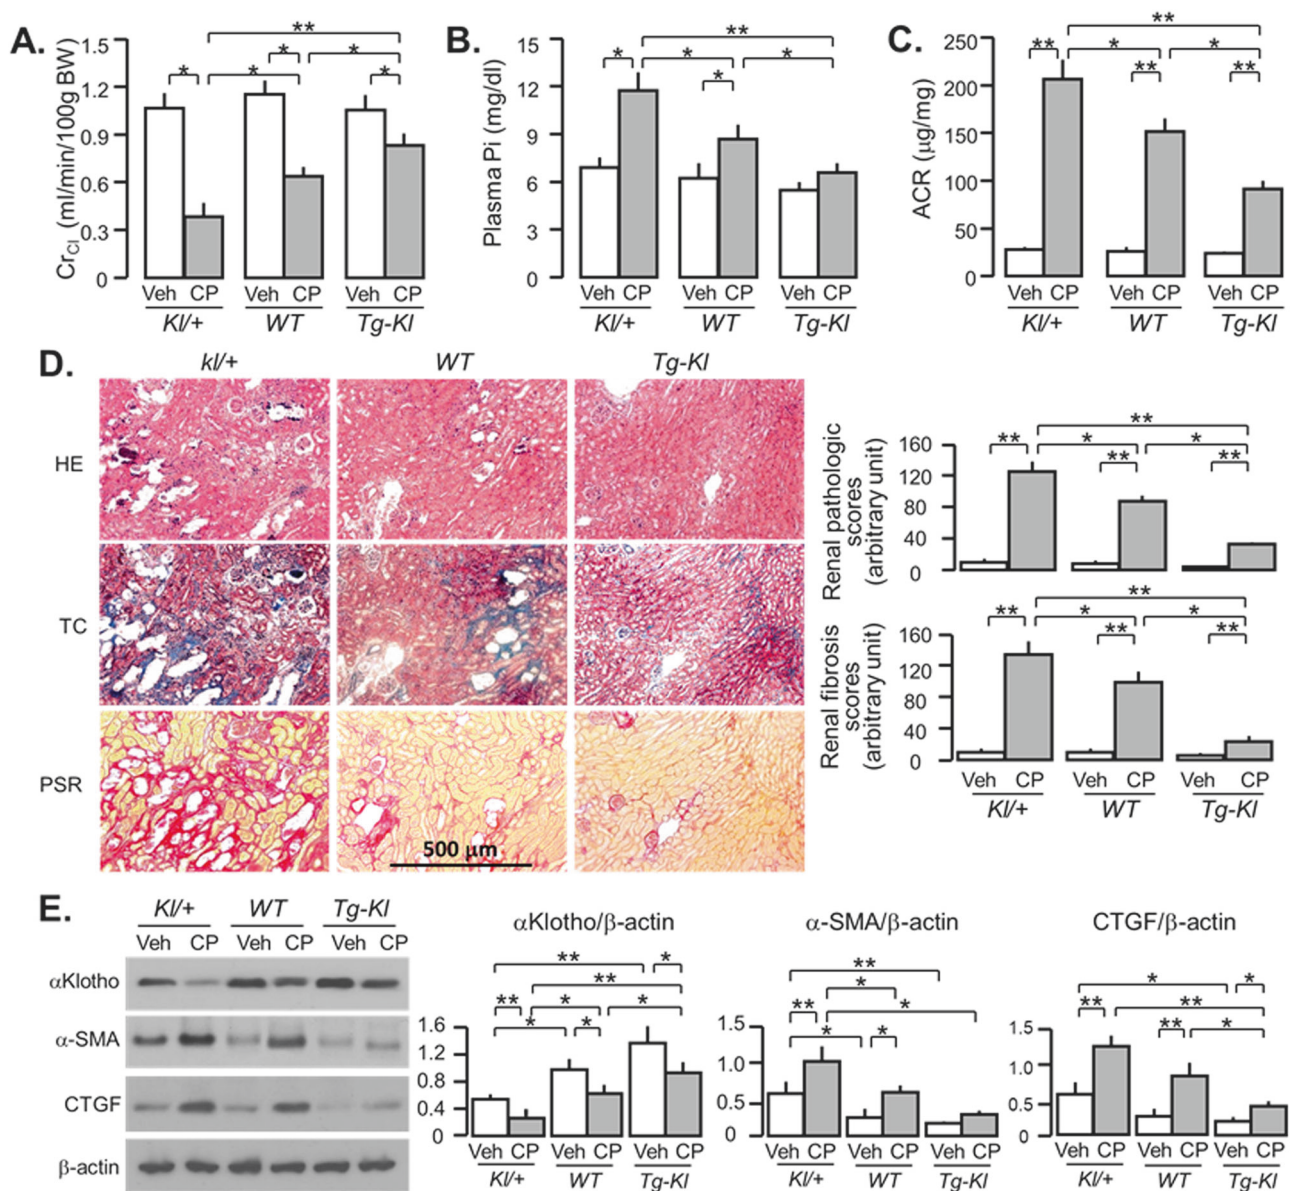 A.
Cr_Cl (ml/min/100g BW)
1.5
1.2
0.9
0.6
0.3
0
**
* *
* * *
Veh CP Veh CP Veh CP
Kl/+ WT Tg-Kl
B.
Plasma Pi (mg/dl)
15
12
9
6
3
0
**
* * *
*
Veh CP Veh CP Veh CP
Kl/+ WT Tg-Kl
C.
ACR (µg/mg)
250
200
150
100
50
0
**
** * *
** **
Veh CP Veh CP Veh CP
Kl/+ WT Tg-Kl
D.
kl/+ WT Tg-Kl
HE
TC
PSR
500 µm
Renal pathologic
scores
(arbitrary unit)
160
120
80
40
0
**
** * *
** **
Renal fibrosis
scores
(arbitrary unit)
160
120
80
40
0
**
** * *
** **
Veh CP Veh CP Veh CP
Kl/+ WT Tg-Kl
E.
Kl/+ WT Tg-Kl
Veh CP Veh CP Veh CP
αKlotho
α-SMA
CTGF
β-actin
αKlotho/β-actin
1.6
1.2
0.8
0.4
0
** *
**
** * *
* *
Veh CP Veh CP Veh CP
Kl/+ WT Tg-Kl
α-SMA/β-actin
1.5
1.0
0.5
0
**
*
** *
* *
Veh CP Veh CP Veh CP
Kl/+ WT Tg-Kl
CTGF/β-actin
1.5
1.0
0.5
0
* *
** **
** *
Veh CP Veh CP Veh CP
Kl/+ WT Tg-Kl